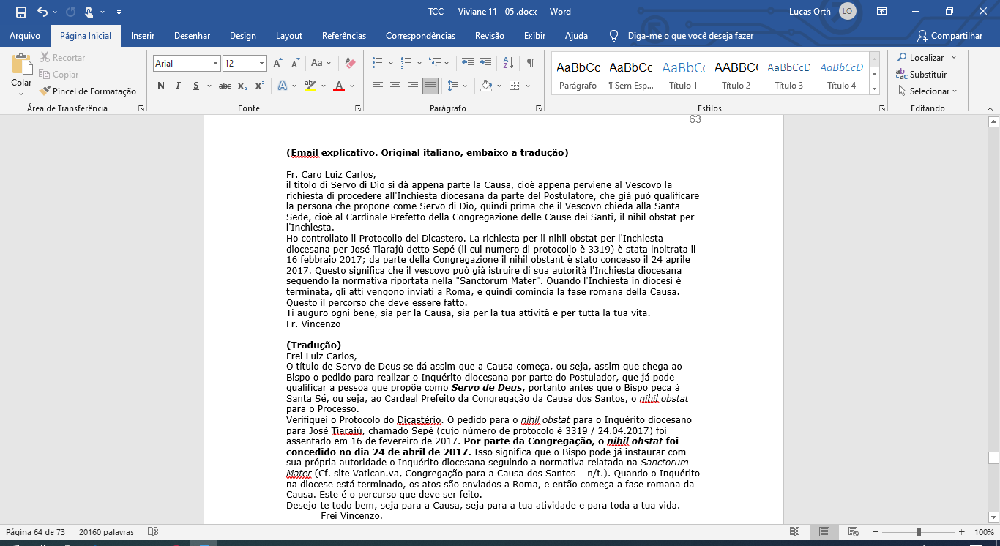 TCC II - Viviane 11 - 05 .docx - Word
Lucas Orth
LO
Arquivo Página Inicial Inserir Desenhar Design Layout Referências Correspondências Revisão Exibir Ajuda Diga-me o que você deseja fazer Compartilhar
Colar
Recortar
Copiar
Pincel de Formatação
Área de Transferência
Arial 12
N I S abc x₂ x²
Fonte
Parágrafo
AaBbCc AaBbCc AaBbC AABBC AaBbCcD AaBbCcD
Parágrafo ¶ Sem Esp... Título 1 Título 2 Título 3 Título 4
Estilos
Localizar
Substituir
Selecionar
Editando
63
(Email explicativo. Original italiano, embaixo a tradução)
Fr. Caro Luiz Carlos,
il titolo di Servo di Dio si dà appena parte la Causa, cioè appena perviene al Vescovo la
richiesta di procedere all'Inchiesta diocesana da parte del Postulatore, che già può qualificare
la persona che propone come Servo di Dio, quindi prima che il Vescovo chieda alla Santa
Sede, cioè al Cardinale Prefetto della Congregazione delle Cause dei Santi, il nihil obstat per
l'Inchiesta.
Ho controllato il Protocollo del Dicastero. La richiesta per il nihil obstat per l'Inchiesta
diocesana per José Tiarajù detto Sepé (il cui numero di protocollo è 3319) è stata inoltrata il
16 febbraio 2017; da parte della Congregazione il nihil obstant è stato concesso il 24 aprile
2017. Questo significa che il vescovo può già istruire di sua autorità l'Inchiesta diocesana
seguendo la normativa riportata nella "Sanctorum Mater". Quando l'Inchiesta in diocesi è
terminata, gli atti vengono inviati a Roma, e quindi comincia la fase romana della Causa.
Questo il percorso che deve essere fatto.
Ti auguro ogni bene, sia per la Causa, sia per la tua attività e per tutta la tua vita.
Fr. Vincenzo
(Tradução)
Frei Luiz Carlos,
O título de Servo de Deus se dá assim que a Causa começa, ou seja, assim que chega ao
Bispo o pedido para realizar o Inquérito diocesana por parte do Postulador, que já pode
qualificar a pessoa que propõe como Servo de Deus, portanto antes que o Bispo peça à
Santa Sé, ou seja, ao Cardeal Prefeito da Congregação da Causa dos Santos, o nihil obstat
para o Processo.
Verifiquei o Protocolo do Dicastério. O pedido para o nihil obstat para o Inquérito diocesano
para José Tiarajú, chamado Sepé (cujo número de protocolo é 3319 / 24.04.2017) foi
assentado em 16 de fevereiro de 2017. Por parte da Congregação, o nihil obstat foi
concedido no dia 24 de abril de 2017. Isso significa que o Bispo pode já instaurar com
sua própria autoridade o Inquérito diocesana seguindo a normativa relatada na Sanctorum
Mater (Cf. site Vatican.va, Congregação para a Causa dos Santos – n/t.). Quando o Inquérito
na diocese está terminado, os atos são enviados a Roma, e então começa a fase romana da
Causa. Este é o percurso que deve ser feito.
Desejo-te todo bem, seja para a Causa, seja para a tua atividade e para toda a tua vida.
Frei Vincenzo.
Página 64 de 73 20160 palavras 100%